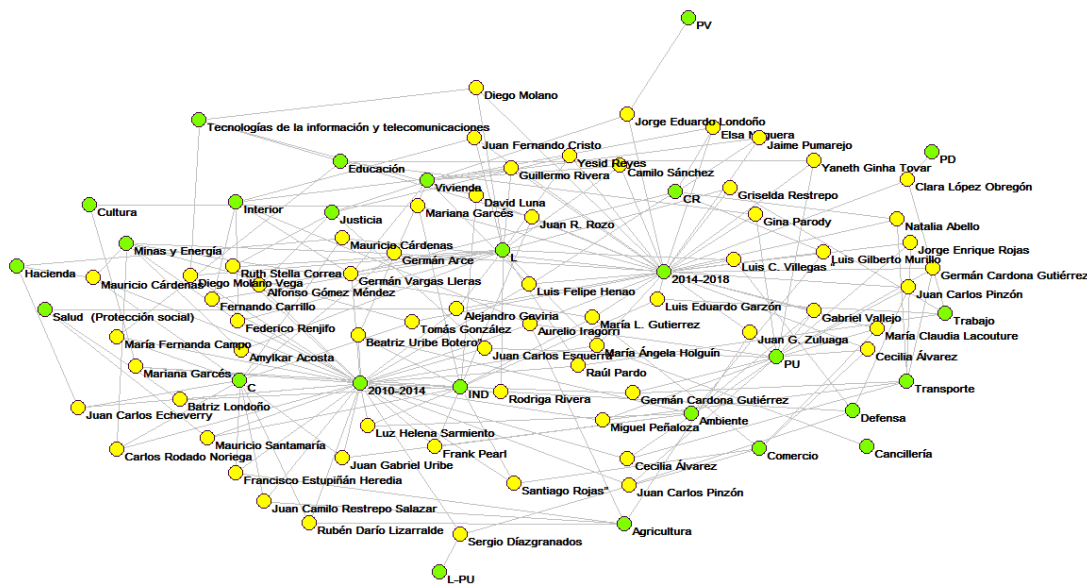 PV
Diego Molano
Jorge Eduardo Londoño
Tecnologías de la información y telecomunicaciones
Elsa Noguera
Juan Fernando Cristo
Jaime Pumarejo
PD
Yesid Reyes
Educación
Guillermo Rivera
Camilo Sánchez
Yaneth Ginha Tovar
Vivienda
Griselda Restrepo
Clara López Obregón
David Luna
CR
Cultura
Interior
Mariana Garcés
Justicia
Juan R. Rozo
Gina Parody
Natalia Abello
Mauricio Cárdenas
Minas y Energía
Jorge Enrique Rojas
Germán Arce
L
Luis C. Villegas "
Luis Gilberto Murillo
Hacienda
Ruth Stella Correa
2014-2018
Germán Cardona Gutiérrez
Mauricio Cárdenas
Diego Molano Vega
Germán Vargas Lleras
Alfonso Gómez Méndez
Luis Felipe Henao
Juan Carlos Pinzón
Fernando Carrillo
Luis Eduardo Garzón
Salud (Protección social)
Alejandro Gaviria
Gabriel Vallejo
Trabajo
Federico Renjifo
Tomás González
Aurelio Iragorri
María L. Gutierrez
María Claudia Lacouture
María Fernanda Campo
Beatriz Uribe Botero"
Juan G. Zuluaga
Amylkar Acosta
Juan Carlos Esguerra
María Ángela Holguín
Cecilia Álvarez
PU
Mariana Garcés
Raúl Pardo
C
2010-2014
IND
Rodriga Rivera
Germán Cardona Gutiérrez
Transporte
Juan Carlos Echeverry
Batriz Londoño
Miguel Peñaloza
Ambiente
Defensa
Luz Helena Sarmiento
Mauricio Santamaría
Carlos Rodado Noriega
Frank Pearl
Comercio
Cancillería
Juan Gabriel Uribe
Cecilia Álvarez
Francisco Estupiñán Heredia
Santiago Rojas"
Juan Carlos Pinzón
Juan Camilo Restrepo Salazar
Rubén Darío Lizarralde
Agricultura
Sergio Díazgranados
L-PU